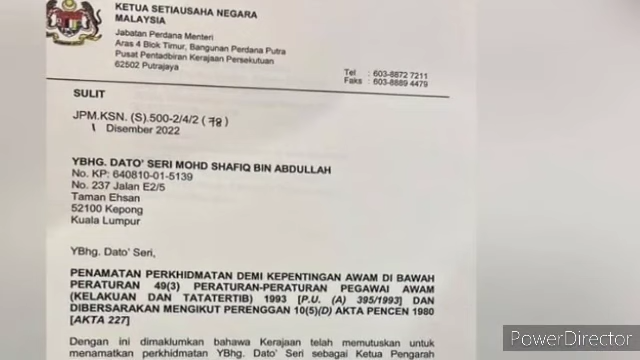 KETUA SETIAUSAHA NEGARA
MALAYSIA
Jabatan Perdana Menteri
Aras 4 Blok Timur, Bangunan Perdana Putra
Pusat Pentadbiran Kerajaan Persekutuan
62502 Putrajaya
Tel : 603-8872 7211
Faks : 603-8889 4479
SULIT
JPM.KSN. (S).500-2/4/2 (78)
1 Disember 2022
YBHG. DATO' SERI MOHD SHAFIQ BIN ABDULLAH
No. KP: 640810-01-5139
No. 237 Jalan E2/5
Taman Ehsan
52100 Kepong
Kuala Lumpur
YBhg. Dato' Seri,
PENAMATAN PERKHIDMATAN DEMI KEPENTINGAN AWAM DI BAWAH
PERATURAN 49(3) PERATURAN-PERATURAN PEGAWAI AWAM
(KELAKUAN DAN TATATERTIB) 1993 [P.U. (A) 395/1993] DAN
DIBERSARAKAN MENGIKUT PERENGGAN 10(5)(D) AKTA PENCEN 1980
[AKTA 227]
Dengan ini dimaklumkan bahawa Kerajaan telah memutuskan untuk
menamatkan perkhidmatan YBhg. Dato' Seri sebagai Ketua Pengarah
PowerDirector